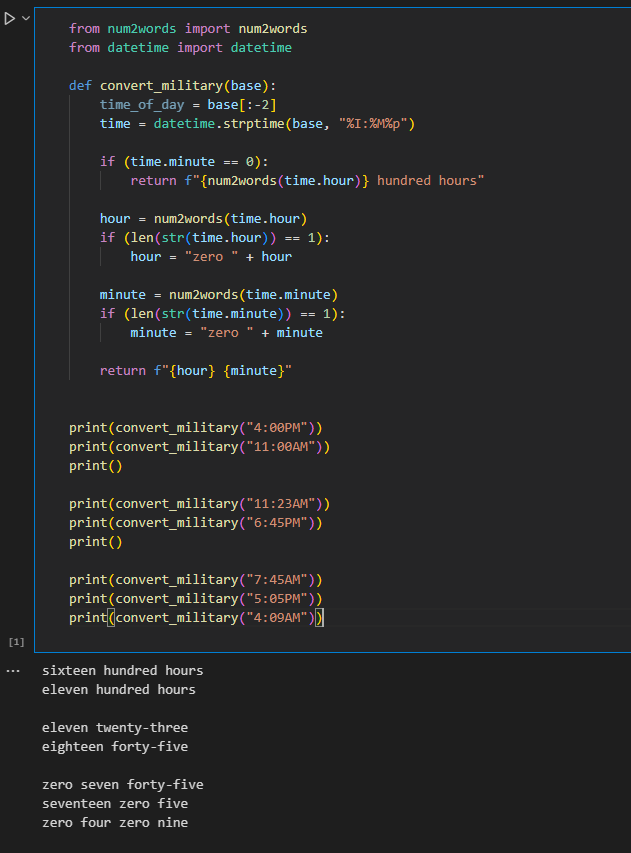 from num2words import num2words
from datetime import datetime
def convert_military(base):
    time_of_day = base[:-2]
    time = datetime.strptime(base, "%I:%M%p")
    if (time.minute == 0):
        return f"{num2words(time.hour)} hundred hours"
    hour = num2words(time.hour)
    if (len(str(time.hour)) == 1):
        hour = "zero " + hour
    minute = num2words(time.minute)
    if (len(str(time.minute)) == 1):
        minute = "zero " + minute
    return f"{hour} {minute}"
print(convert_military("4:00PM"))
print(convert_military("11:00AM"))
print()
print(convert_military("11:23AM"))
print(convert_military("6:45PM"))
print()
print(convert_military("7:45AM"))
print(convert_military("5:05PM"))
print(convert_military("4:09AM"))
[1]
...
sixteen hundred hours
eleven hundred hours
eleven twenty-three
eighteen forty-five
zero seven forty-five
seventeen zero five
zero four zero nine